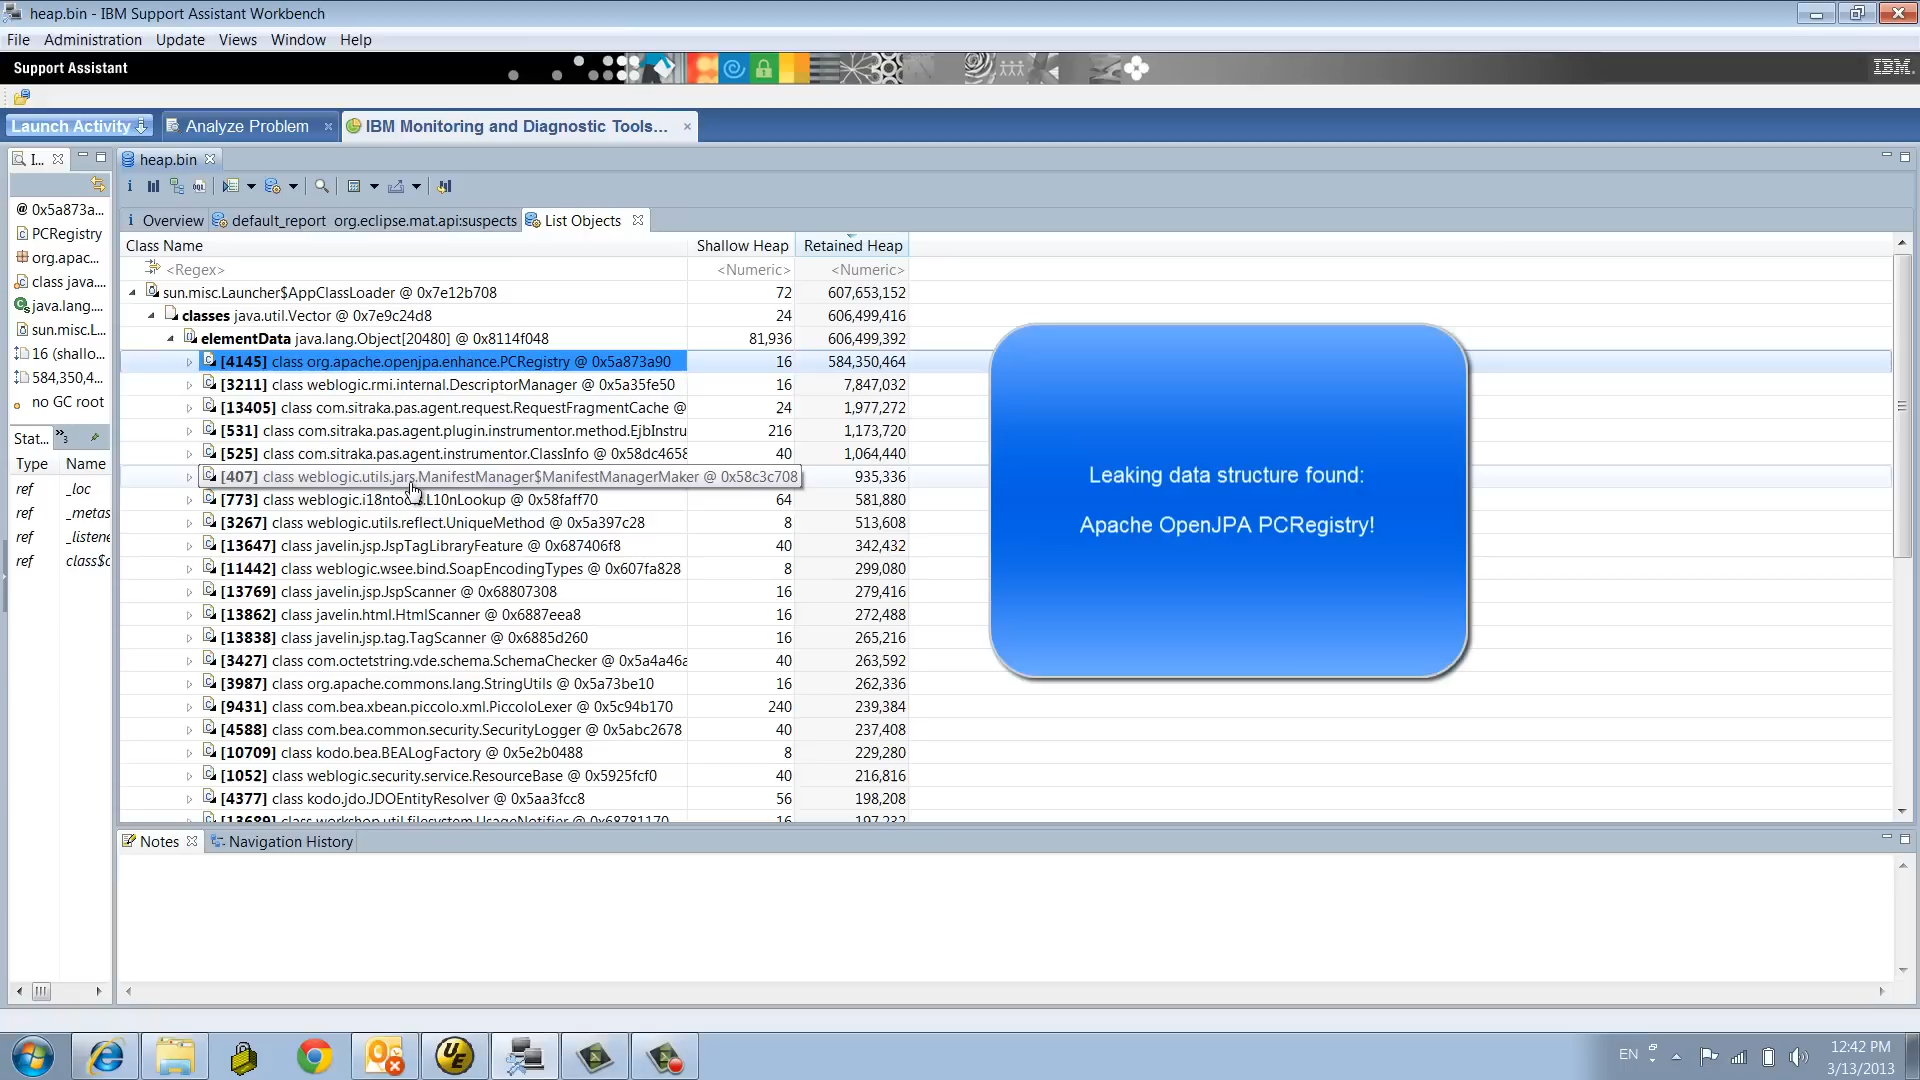 heap.bin - IBM Support Assistant Workbench
File Administration Update Views Window Help
Support Assistant
IBM.
Launch Activity
Analyze Problem
IBM Monitoring and Diagnostic Tools...
I...
heap.bin
Overview
default_report org.eclipse.mat.api:suspects
List Objects
Class Name Shallow Heap Retained Heap
<Regex> <Numeric> <Numeric>
sun.misc.Launcher$AppClassLoader @ 0x7e12b708 72 607,653,152
classes java.util.Vector @ 0x7e9c24d8 24 606,499,416
elementData java.lang.Object[20480] @ 0x8114f048 81,936 606,499,392
[4145] class org.apache.openjpa.enhance.PCRegistry @ 0x5a873a90 16 584,350,464
[3211] class weblogic.rmi.internal.DescriptorManager @ 0x5a35fe50 16 7,847,032
[13405] class com.sitraka.pas.agent.request.RequestFragmentCache @ 24 1,977,272
[531] class com.sitraka.pas.agent.plugin.instrumentor.method.EjbInstru 216 1,173,720
[525] class com.sitraka.pas.agent.instrumentor.ClassInfo @ 0x58dc4658 40 1,064,440
[407] class weblogic.utils.jars.ManifestManager$ManifestManagerMaker @ 0x58c3c708 935,336
[773] class weblogic.i18ntools.L10nLookup @ 0x58faff70 64 581,880
[3267] class weblogic.utils.reflect.UniqueMethod @ 0x5a397c28 8 513,608
[13647] class javelin.jsp.JspTagLibraryFeature @ 0x687406f8 40 342,432
[11442] class weblogic.wsee.bind.SoapEncodingTypes @ 0x607fa828 8 299,080
[13769] class javelin.jsp.JspScanner @ 0x68807308 16 279,416
[13862] class javelin.html.HtmlScanner @ 0x6887eea8 16 272,488
[13838] class javelin.jsp.tag.TagScanner @ 0x6885d260 16 265,216
[3427] class com.octetstring.vde.schema.SchemaChecker @ 0x5a4a46a 40 263,592
[3987] class org.apache.commons.lang.StringUtils @ 0x5a73be10 16 262,336
[9431] class com.bea.xbean.piccolo.xml.PiccoloLexer @ 0x5c94b170 240 239,384
[4588] class com.bea.common.security.SecurityLogger @ 0x5abc2678 40 237,408
[10709] class kodo.bea.BEALogFactory @ 0x5e2b0488 8 229,280
[1052] class weblogic.security.service.ResourceBase @ 0x5925fcf0 40 216,816
[4377] class kodo.jdo.JDOEntityResolver @ 0x5aa3fcc8 56 198,208
[13689] class workshop.util.filesystem.UsageNotifier @ 0x68781170 16 197,232
Leaking data structure found:
Apache OpenJPA PCRegistry!
0x5a873a...
PCRegistry
org.apac...
class java....
java.lang....
sun.misc.L...
16 (shallo...
584,350,4...
no GC root
Stat...
3
Type Name
ref _loc
ref _metas
ref _listene
ref class$c
Notes
Navigation History
EN
12:42 PM
3/13/2013